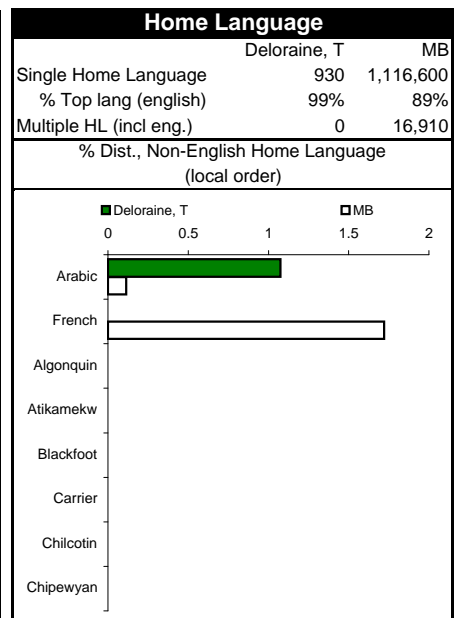 Home Language
Deloraine, T MB
Single Home Language 930 1,116,600
% Top lang (english) 99% 89%
Multiple HL (incl eng.) 0 16,910
% Dist., Non-English Home Language
(local order)
Deloraine, T MB
0 0.5 1 1.5 2
Arabic
French
Algonquin
Atikamekw
Blackfoot
Carrier
Chilcotin
Chipewyan